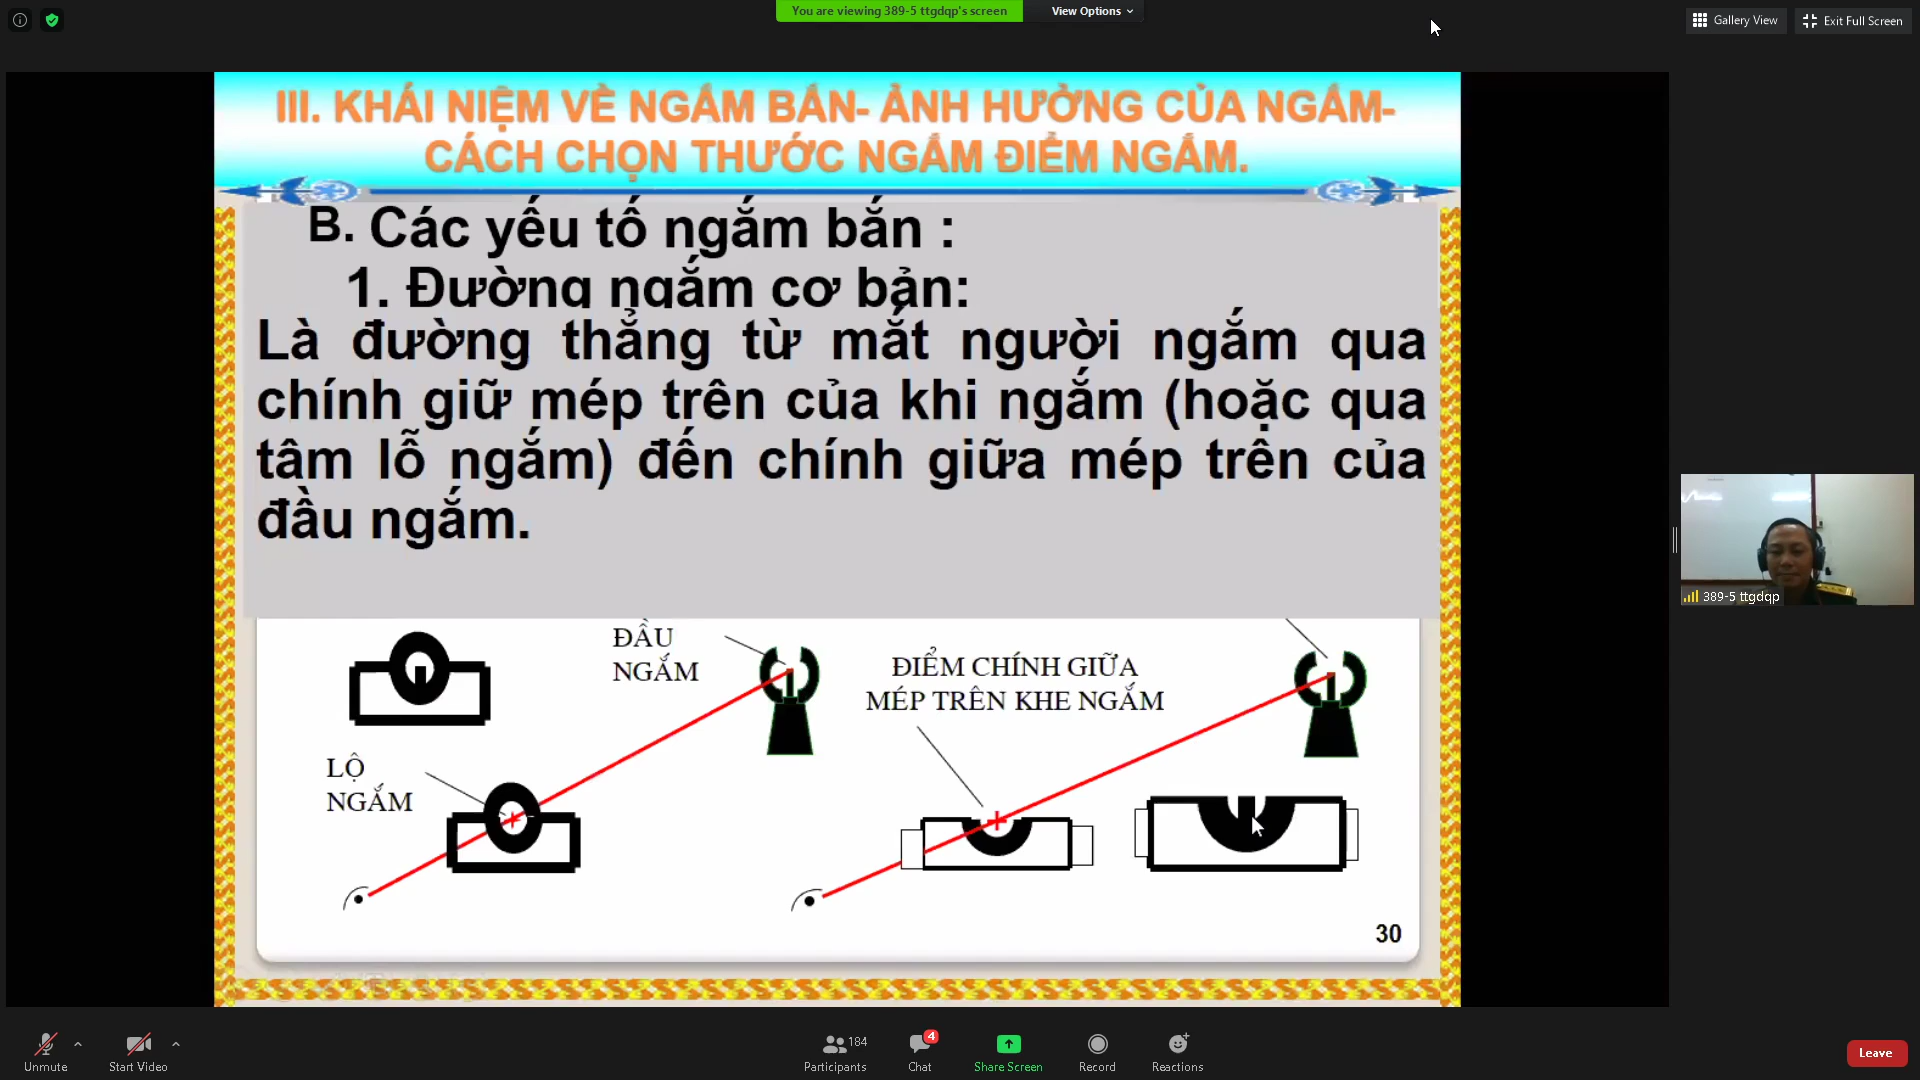 You are viewing 389-5 ttgdqp's screen
View Options
Gallery View
Exit Full Screen
III. KHÁI NIỆM VỀ NGẮM BẮN- ẢNH HƯỞNG CỦA NGẮM-
CÁCH CHỌN THƯỚC NGẮM ĐIỂM NGẮM.
B. Các yếu tố ngắm bắn :
1. Đường ngắm cơ bản:
Là đường thẳng từ mắt người ngắm qua
chính giữ mép trên của khi ngắm (hoặc qua
tâm lỗ ngắm) đến chính giữa mép trên của
đầu ngắm.
ĐẦU
NGẮM
ĐIỂM CHÍNH GIỮA
MÉP TRÊN KHE NGẮM
LỘ
NGẮM
30
389-5 ttgdqp
Unmute
Start Video
184
Participants
4
Chat
Share Screen
Record
Reactions
Leave